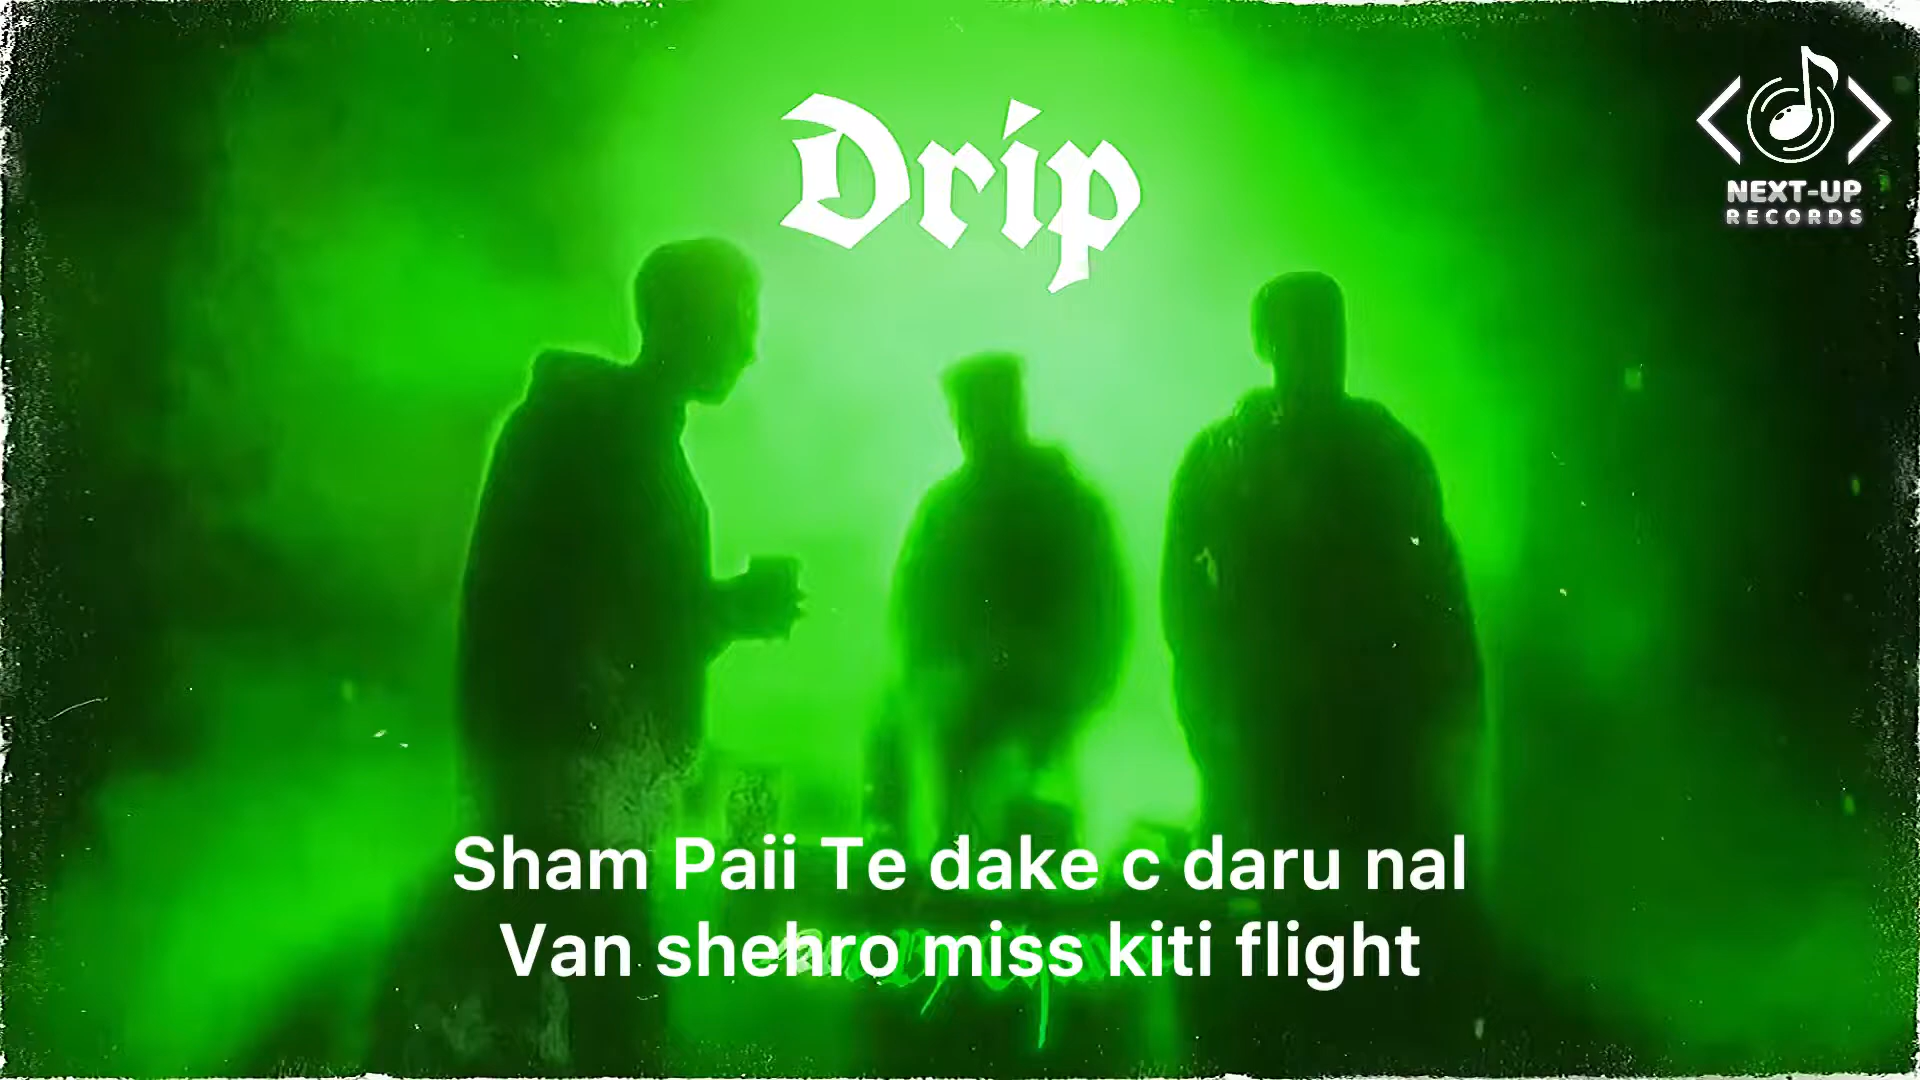 Drip
NEXT-UP
RECORDS
Sham Paii Te dake c daru nal
Van shehro miss kiti flight